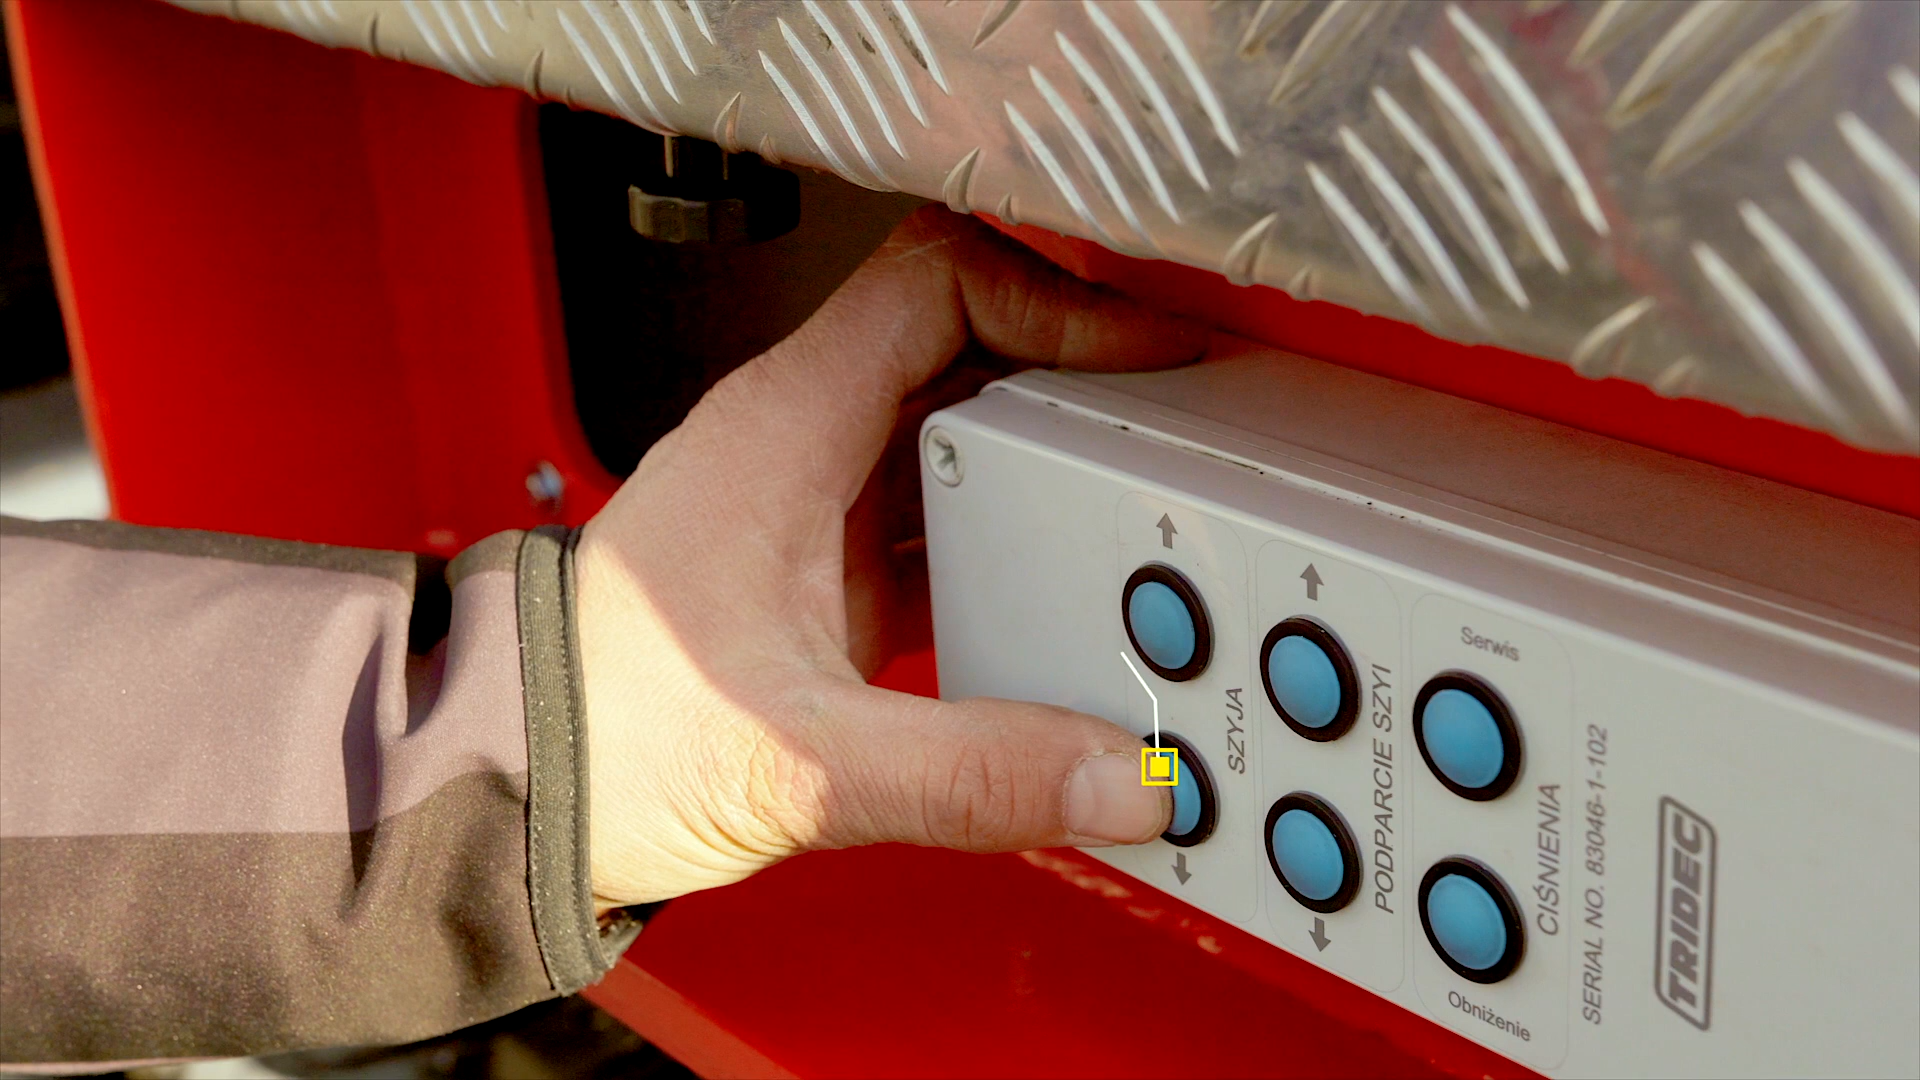 SZYJA
PODPARCIE SZYI
Serwis
CIŚNIENIA
Obniżenie
SERIAL NO. 83046-1-102
TRIDEC